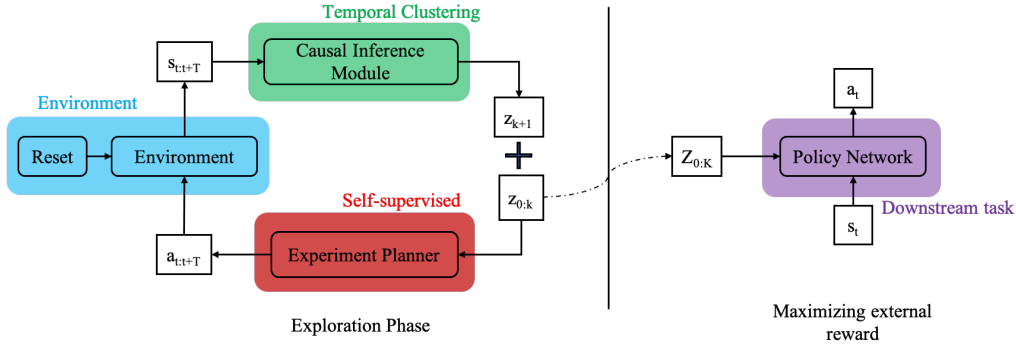 Temporal Clustering
s_{t:t+T}
Causal Inference
Module
Environment
z_{k+1}
a_t
Reset
Environment
Z_{0:K}
Policy Network
z_{0:k}
Self-supervised
Downstream task
a_{t:t+T}
Experiment Planner
s_t
Exploration Phase
Maximizing external
reward